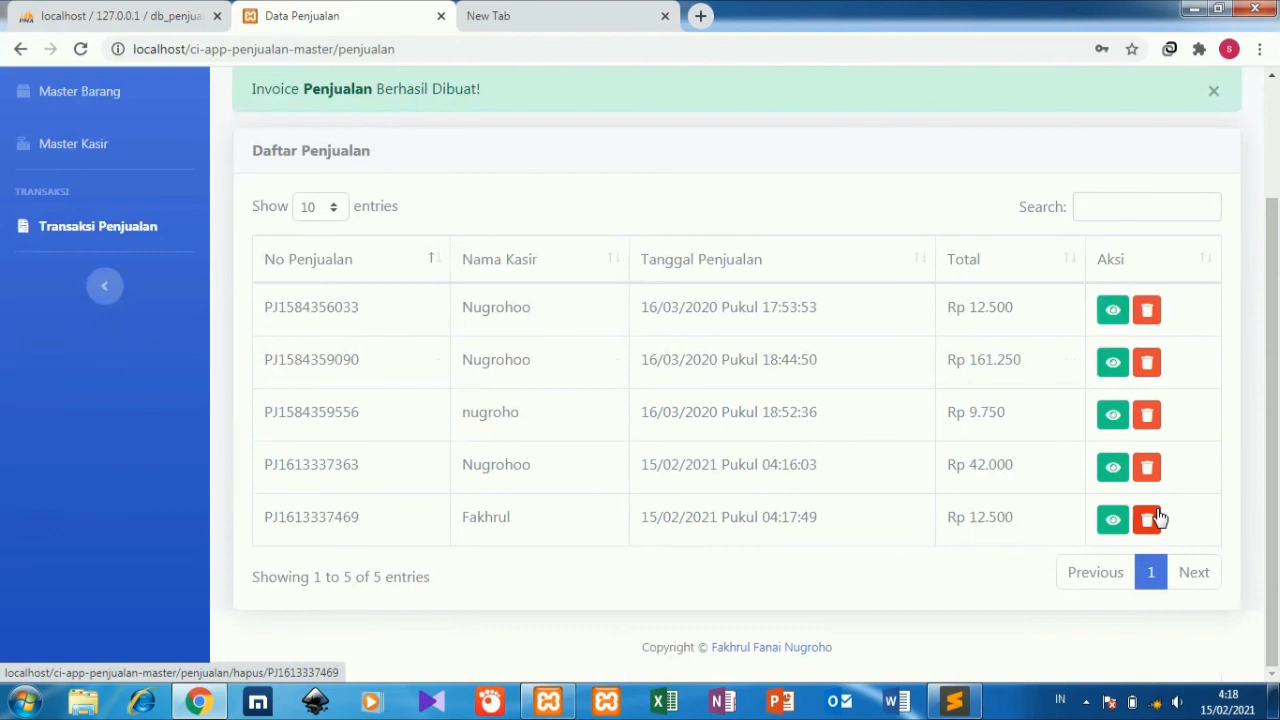 localhost / 127.0.0.1 / db_penjua
Data Penjualan
New Tab
localhost/ci-app-penjualan-master/penjualan
S
Master Barang
Master Kasir
TRANSAKSI
Transaksi Penjualan
Invoice Penjualan Berhasil Dibuat!
Daftar Penjualan
Show 10 entries
Search:
No Penjualan Nama Kasir Tanggal Penjualan Total Aksi
PJ1584356033 Nugrohoo 16/03/2020 Pukul 17:53:53 Rp 12.500
PJ1584359090 Nugrohoo 16/03/2020 Pukul 18:44:50 Rp 161.250
PJ1584359556 nugroho 16/03/2020 Pukul 18:52:36 Rp 9.750
PJ1613337363 Nugrohoo 15/02/2021 Pukul 04:16:03 Rp 42.000
PJ1613337469 Fakhrul 15/02/2021 Pukul 04:17:49 Rp 12.500
Showing 1 to 5 of 5 entries
Previous 1 Next
Copyright © Fakhrul Fanai Nugroho
localhost/ci-app-penjualan-master/penjualan/hapus/PJ1613337469
IN
4:18
15/02/2021